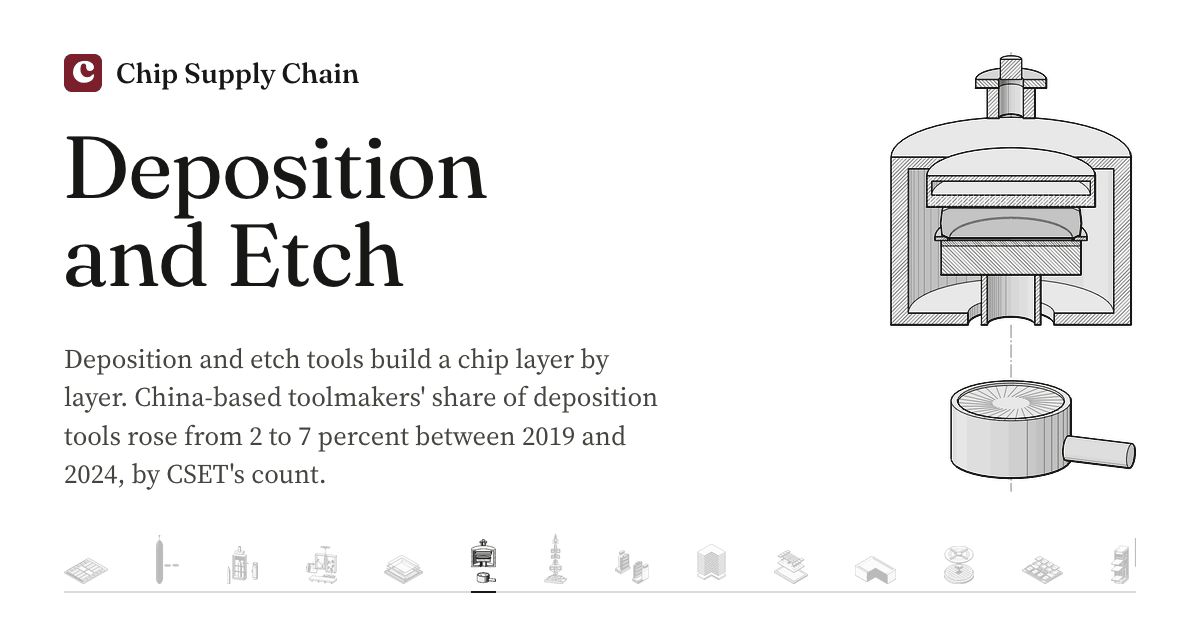 Chip Supply Chain
Deposition
and Etch
Deposition and etch tools build a chip layer by
layer. China-based toolmakers' share of deposition
tools rose from 2 to 7 percent between 2019 and
2024, by CSET's count.